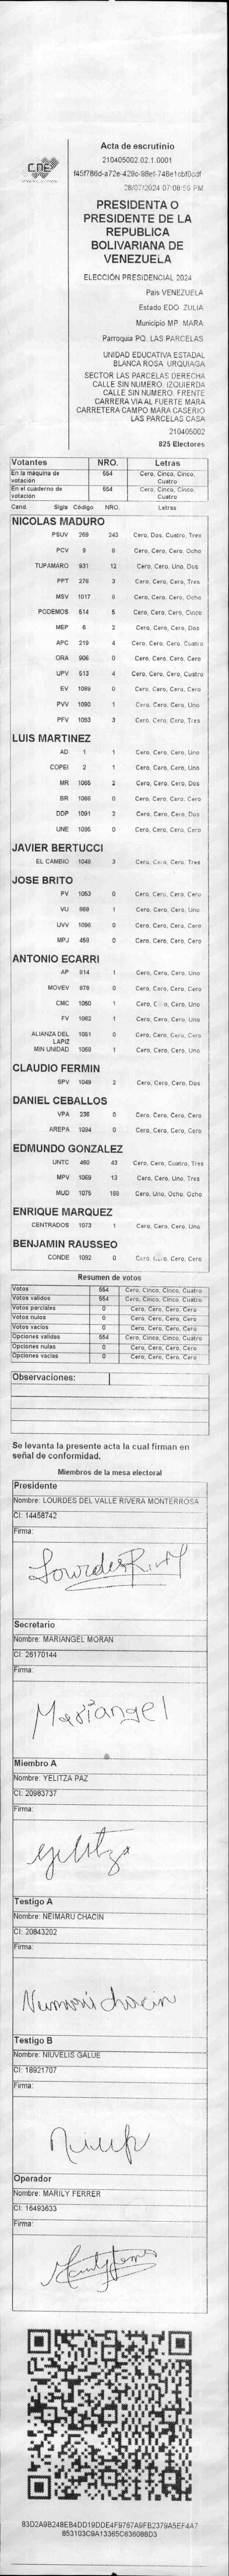 CNE
Acta de escrutinio
210405002.02.1.0001
28/07/2024 07:08:59 PM
PRESIDENTA O
PRESIDENTE DE LA
REPUBLICA
BOLIVARIANA DE
VENEZUELA
ELECCIÓN PRESIDENCIAL 2024
Pais VENEZUELA
Estado EDO. ZULIA
Municipio MP. MARA
Parroquia PQ. LAS PARCELAS
UNIDAD EDUCATIVA ESTADAL
BLANCA ROSA URQUIAGA
SECTOR LAS PARCELAS DERECHA
CALLE SIN NUMERO. IZQUIERDA
CALLE SIN NUMERO. FRENTE
CARRERA VIA AL FUERTE MARA
CARRETERA CAMPO MARA CASERIO
LAS PARCELAS CASA
210405002
825 Electores
Votantes NRO. Letras
En la máquina de votación 554 Cero, Cinco, Cinco, Cuatro
En el cuaderno de votación 554 Cero, Cinco, Cinco, Cuatro
Cand. Sigla Código NRO. Letras
NICOLAS MADURO
PSUV 269 243 Cero, Dos, Cuatro, Tres
PCV 9 8 Cero, Cero, Cero, Ocho
TUPAMARO 931 12 Cero, Cero, Uno, Dos
PPT 276 3 Cero, Cero, Cero, Tres
MSV 1017 8 Cero, Cero, Cero, Ocho
PODEMOS 514 5 Cero, Cero, Cero, Cinco
MEP 6 2 Cero, Cero, Cero, Dos
APC 219 4 Cero, Cero, Cero, Cuatro
ORA 906 0 Cero, Cero, Cero, Cero
UPV 513 4 Cero, Cero, Cero, Cuatro
EV 1089 0 Cero, Cero, Cero, Cero
PVV 1090 1 Cero, Cero, Cero, Uno
PFV 1093 3 Cero, Cero, Cero, Tres
LUIS MARTINEZ
AD 1 1 Cero, Cero, Cero, Uno
COPEI 2 1 Cero, Cero, Cero, Uno
MR 1065 2 Cero, Cero, Cero, Dos
BR 1066 0 Cero, Cero, Cero, Cero
DDP 1091 2 Cero, Cero, Cero, Dos
UNE 1095 0 Cero, Cero, Cero, Cero
JAVIER BERTUCCI
EL CAMBIO 1048 3 Cero, Cero, Cero, Tres
JOSE BRITO
PV 1053 0 Cero, Cero, Cero, Cero
VU 868 1 Cero, Cero, Cero, Uno
UVV 1096 0 Cero, Cero, Cero, Cero
MPJ 458 0 Cero, Cero, Cero, Cero
ANTONIO ECARRI
AP 814 1 Cero, Cero, Cero, Uno
MOVEV 879 0 Cero, Cero, Cero, Cero
CMC 1050 1 Cero, Cero, Cero, Uno
FV 1082 1 Cero, Cero, Cero, Uno
ALIANZA DEL LAPIZ 1051 0 Cero, Cero, Cero, Cero
MIN UNIDAD 1068 1 Cero, Cero, Cero, Uno
CLAUDIO FERMIN
SPV 1049 2 Cero, Cero, Cero, Dos
DANIEL CEBALLOS
VPA 236 0 Cero, Cero, Cero, Cero
AREPA 1094 0 Cero, Cero, Cero, Cero
EDMUNDO GONZALEZ
UNTC 460 43 Cero, Cero, Cuatro, Tres
MPV 1069 13 Cero, Cero, Uno, Tres
MUD 1075 188 Cero, Uno, Ocho, Ocho
ENRIQUE MARQUEZ
CENTRADOS 1073 1 Cero, Cero, Cero, Uno
BENJAMIN RAUSSEO
CONDE 1092 0 Cero, Cero, Cero, Cero
Resumen de votos
Votos 554 Cero, Cinco, Cinco, Cuatro
Votos validos 554 Cero, Cinco, Cinco, Cuatro
Votos parciales 0 Cero, Cero, Cero, Cero
Votos nulos 0 Cero, Cero, Cero, Cero
Votos vacios 0 Cero, Cero, Cero, Cero
Opciones validas 554 Cero, Cinco, Cinco, Cuatro
Opciones nulas 0 Cero, Cero, Cero, Cero
Opciones vacias 0 Cero, Cero, Cero, Cero
Observaciones:
Se levanta la presente acta la cual firman en
señal de conformidad.
Miembros de la mesa electoral
Presidente
Nombre: LOURDES DEL VALLE RIVERA MONTERROSA
CI: 14458742
Firma:
Lourdes R
Secretario
Nombre: MARIANGEL MORAN
CI: 26170144
Firma:
Mariangel
Miembro A
Nombre: YELITZA PAZ
CI: 20983737
Firma:
yelitza
Testigo A
Nombre: NEIMARU CHACIN
CI: 20843202
Firma:
chacin
Testigo B
Nombre: NIUVELIS GALUE
CI: 18921707
Firma:
Operador
Nombre: MARILY FERRER
CI: 16493633
Firma:
83D2A9B248EB4DD19DDE4F9767A9FB2379A5EF4A7
853103C9A13365C636088D3